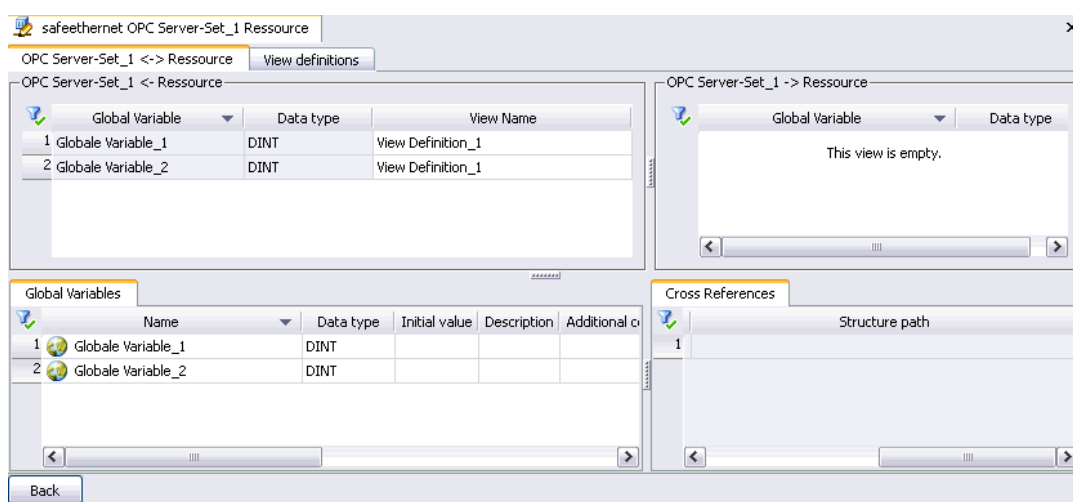 safeethernet OPC Server-Set_1 Ressource
OPC Server-Set_1 <-> Ressource View definitions
OPC Server-Set_1 <- Ressource
Global Variable Data type View Name
1 Globale Variable_1 DINT View Definition_1
2 Globale Variable_2 DINT View Definition_1
OPC Server-Set_1 -> Ressource
Global Variable Data type
This view is empty.
Global Variables
Name Data type Initial value Description Additional
1 Globale Variable_1 DINT
2 Globale Variable_2 DINT
Cross References
Structure path
1
Back